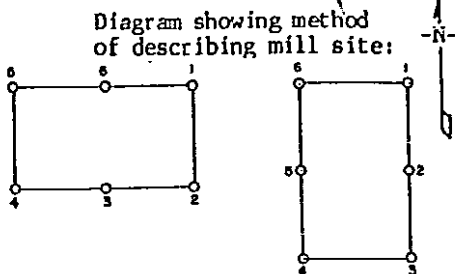 Diagram showing method
of describing mill site:
-N-
5 6 1
4 3 2
6 1
5 2
4 3